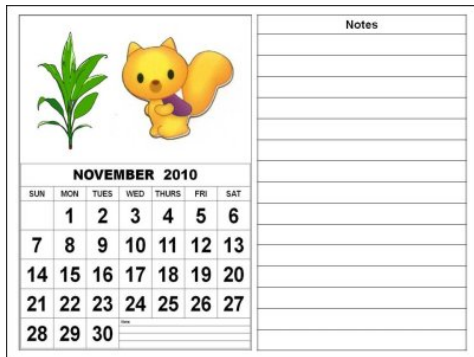 Notes
NOVEMBER 2010
SUN MON TUES WED THURS FRI SAT
1 2 3 4 5 6
7 8 9 10 11 12 13
14 15 16 17 18 19 20
21 22 23 24 25 26 27
28 29 30